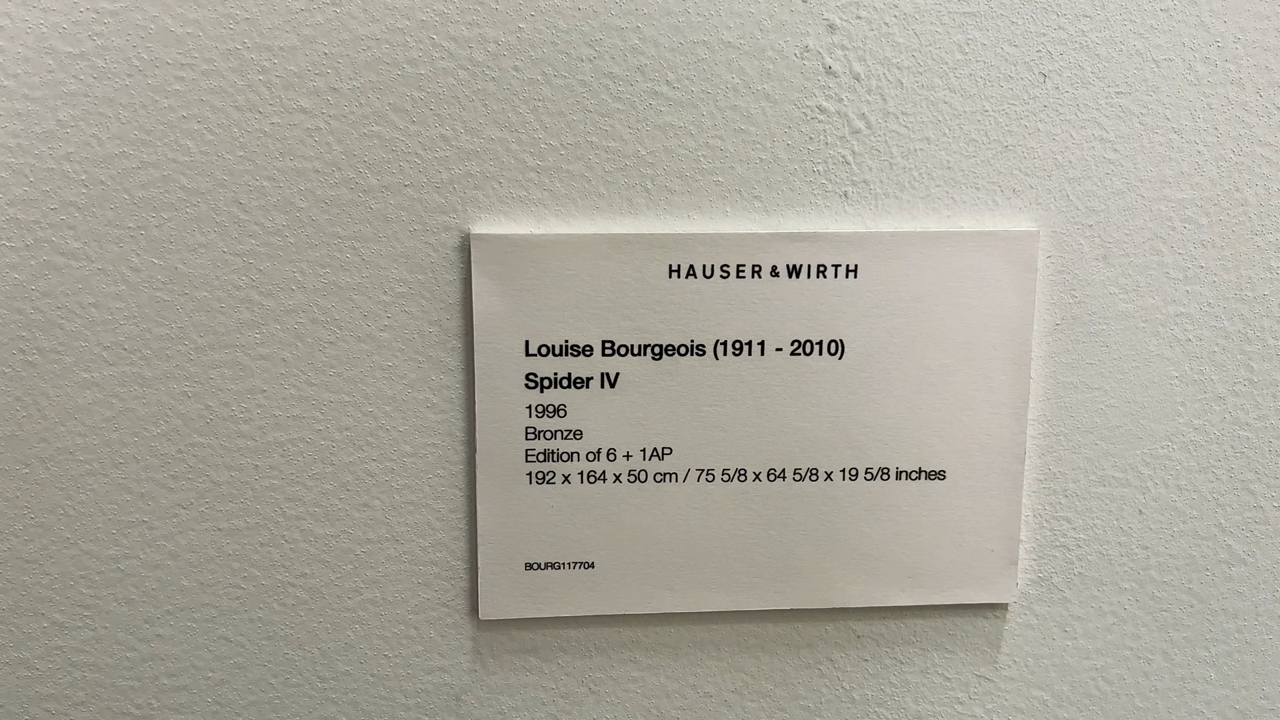 HAUSER & WIRTH
Louise Bourgeois (1911 - 2010)
Spider IV
1996
Bronze
Edition of 6 + 1AP
192 x 164 x 50 cm / 75 5/8 x 64 5/8 x 19 5/8 inches
BOURG117704